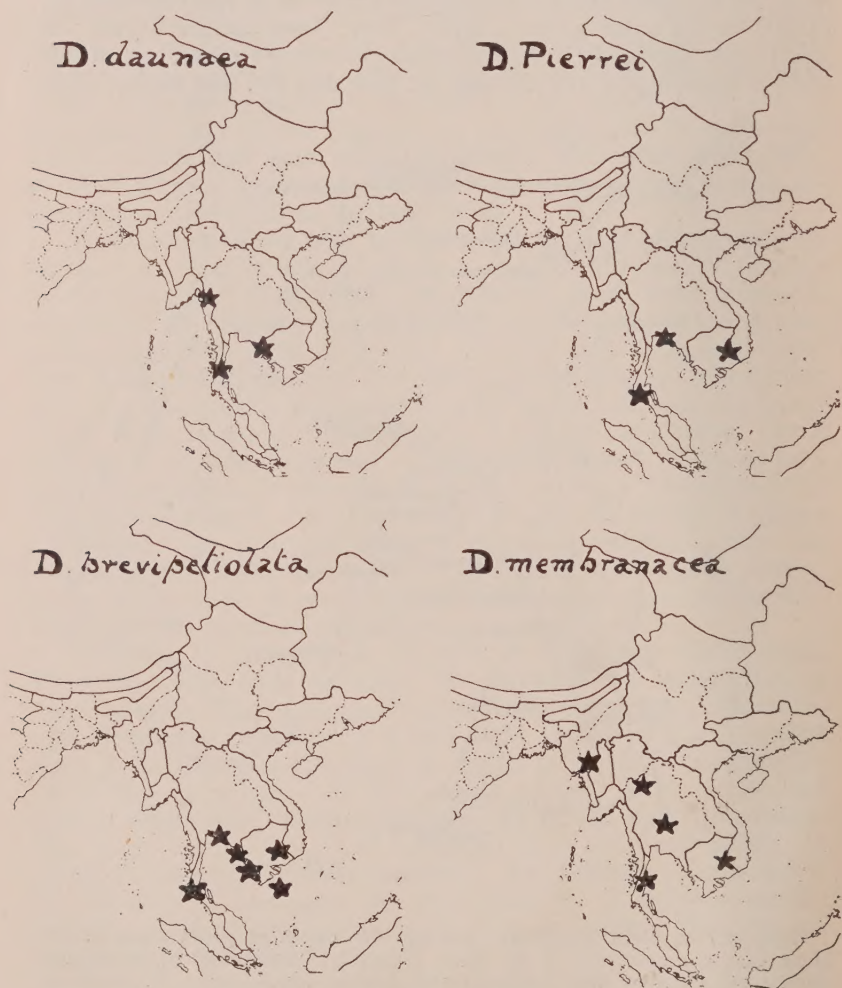 D. daunaea
D. Pierrei
D. brevipetiolata
D. membranacea